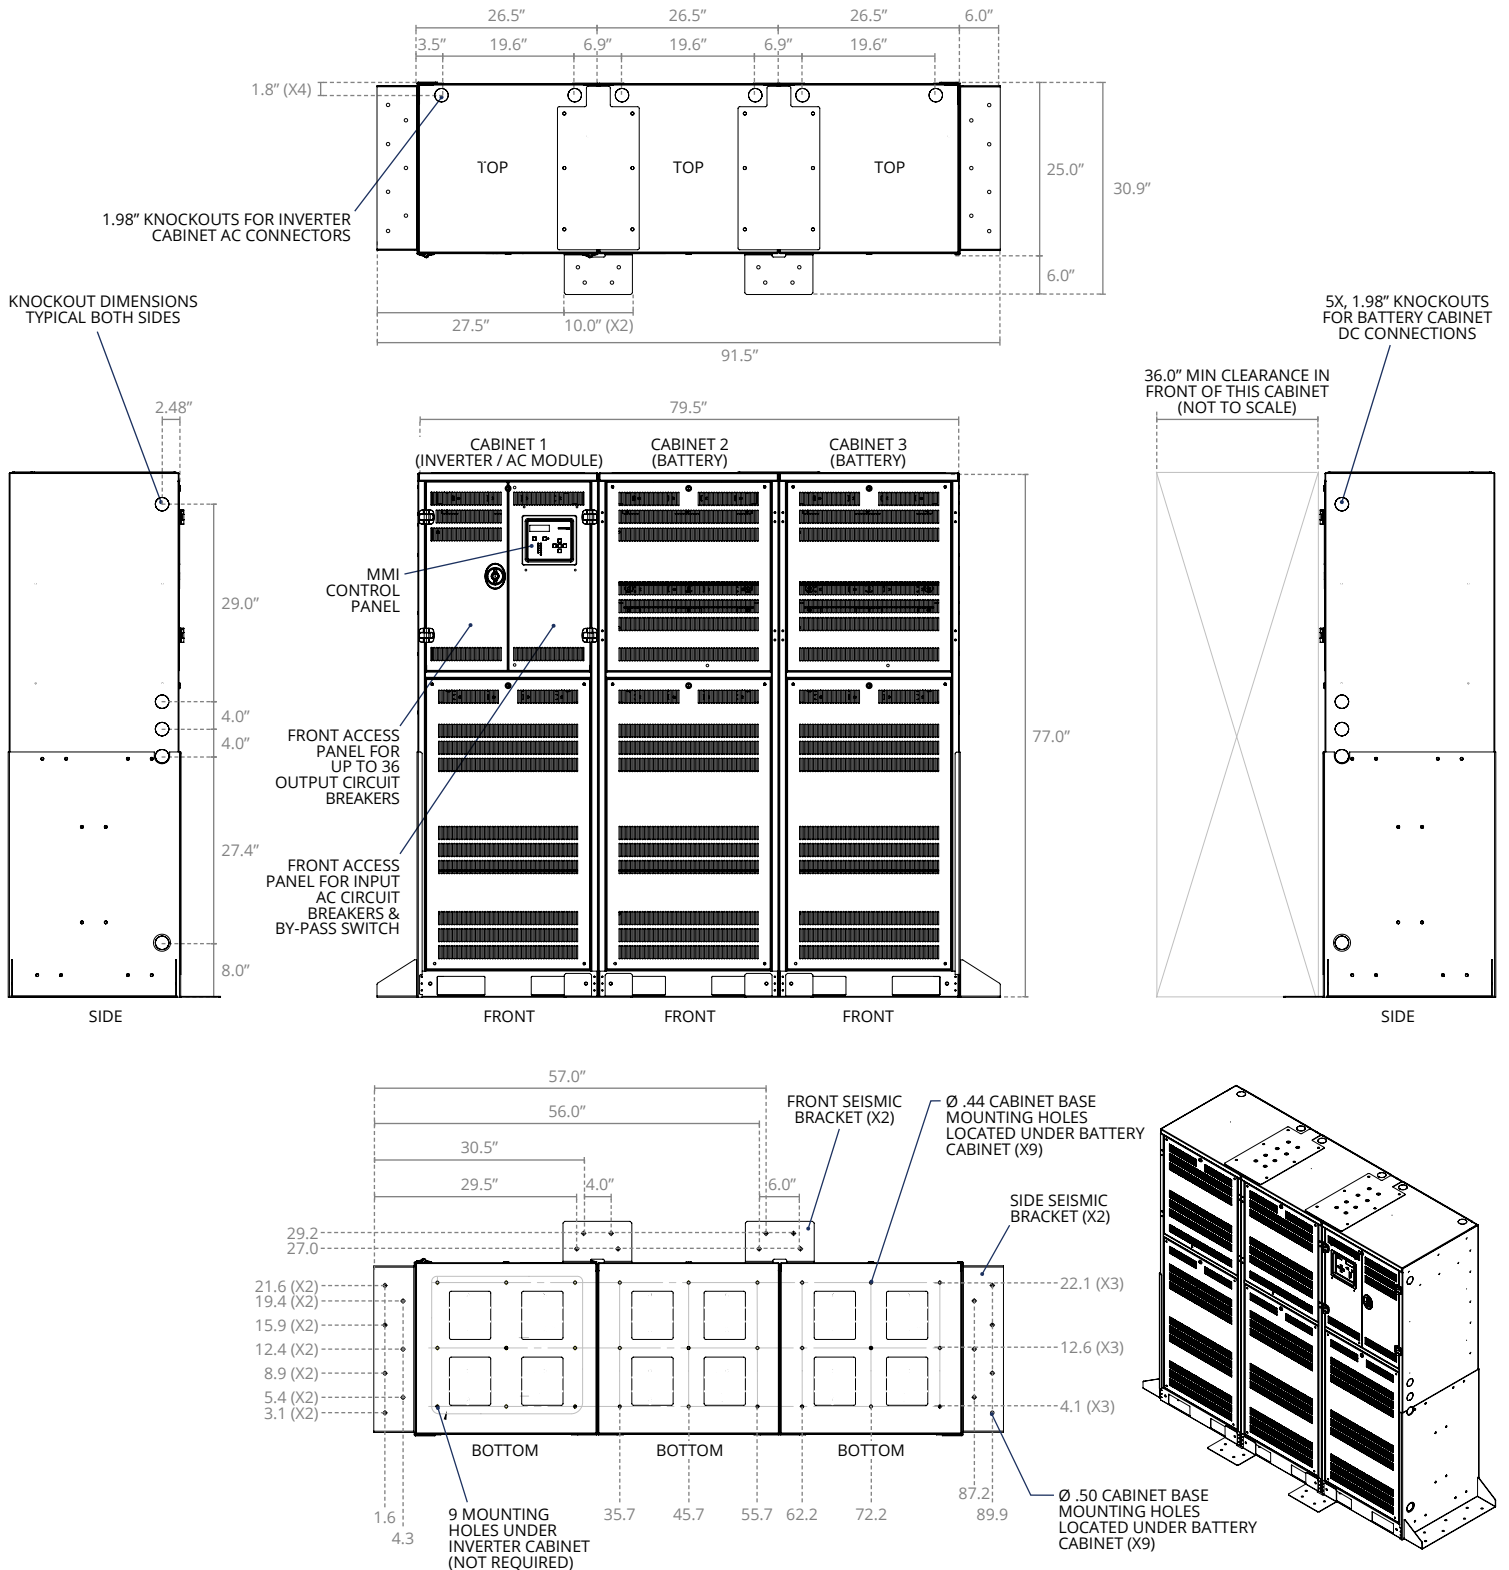 26.5” 26.5” 26.5” 6.0”
3.5” 19.6” 6.9” 19.6” 6.9” 19.6”
1.8” (X4)
TOP TOP TOP
25.0”
30.9”
1.98” KNOCKOUTS FOR INVERTER
CABINET AC CONNECTORS
6.0”
27.5” 10.0” (X2)
91.5”
KNOCKOUT DIMENSIONS
TYPICAL BOTH SIDES
5X, 1.98” KNOCKOUTS
FOR BATTERY CABINET
DC CONNECTIONS
36.0” MIN CLEARANCE IN
FRONT OF THIS CABINET
(NOT TO SCALE)
2.48”
79.5”
CABINET 1
(INVERTER / AC MODULE)
CABINET 2
(BATTERY)
CABINET 3
(BATTERY)
MMI
CONTROL
PANEL
29.0”
4.0”
4.0”
27.4”
8.0”
77.0”
FRONT ACCESS
PANEL FOR
UP TO 36
OUTPUT CIRCUIT
BREAKERS
FRONT ACCESS
PANEL FOR INPUT
AC CIRCUIT
BREAKERS &
BY-PASS SWITCH
SIDE FRONT FRONT FRONT SIDE
57.0”
56.0”
30.5”
29.5” 4.0” 6.0”
FRONT SEISMIC
BRACKET (X2)
Ø .44 CABINET BASE
MOUNTING HOLES
LOCATED UNDER BATTERY
CABINET (X9)
SIDE SEISMIC
BRACKET (X2)
29.2
27.0
21.6 (X2)
19.4 (X2)
15.9 (X2)
12.4 (X2)
8.9 (X2)
5.4 (X2)
3.1 (X2)
22.1 (X3)
12.6 (X3)
4.1 (X3)
BOTTOM BOTTOM BOTTOM
1.6
4.3
9 MOUNTING
HOLES UNDER
INVERTER CABINET
(NOT REQUIRED)
35.7 45.7 55.7 62.2 72.2
87.2
89.9
Ø .50 CABINET BASE
MOUNTING HOLES
LOCATED UNDER BATTERY
CABINET (X9)